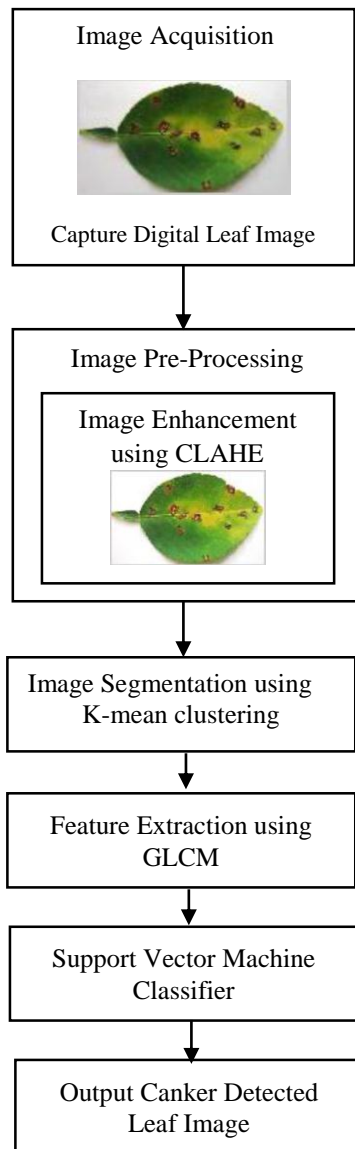 Image Acquisition
Capture Digital Leaf Image
Image Pre-Processing
Image Enhancement
using CLAHE
Image Segmentation using
K-mean clustering
Feature Extraction using
GLCM
Support Vector Machine
Classifier
Output Canker Detected
Leaf Image